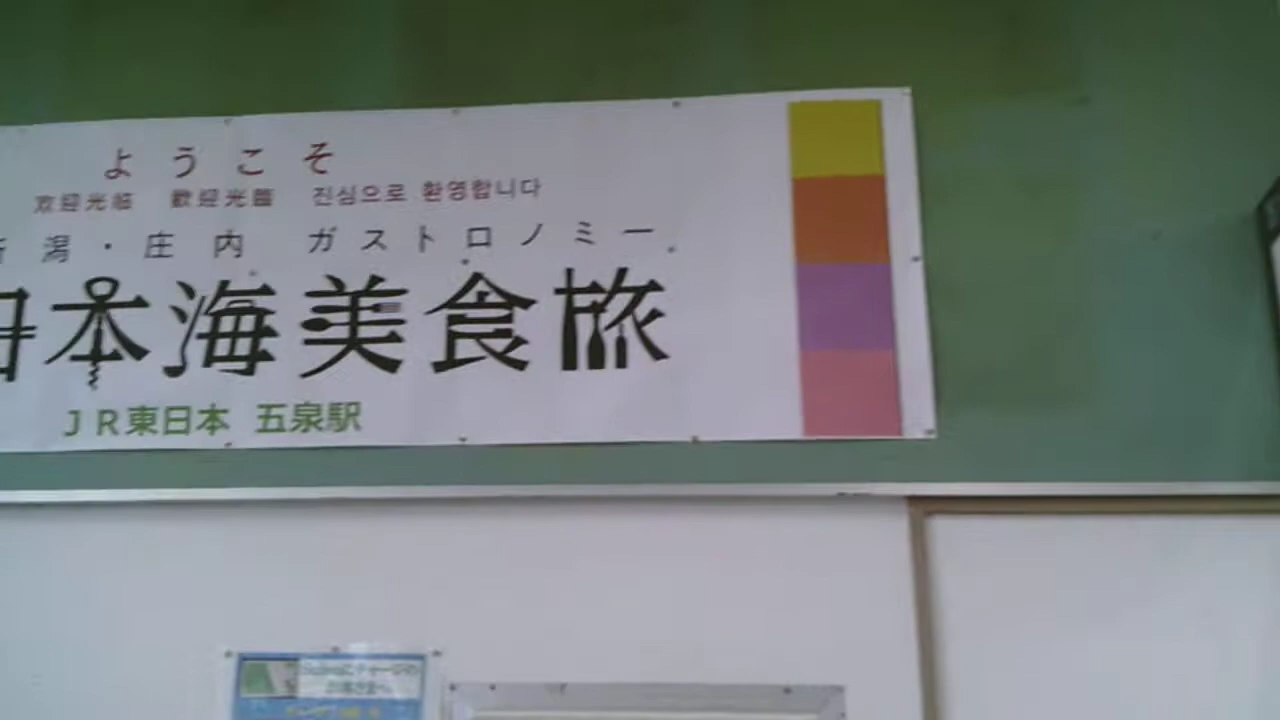 ようこそ
欢迎光临 歡迎光臨 진심으로 환영합니다
潟・庄内 ガストロノミー
日本海美食旅
JR東日本 五泉駅